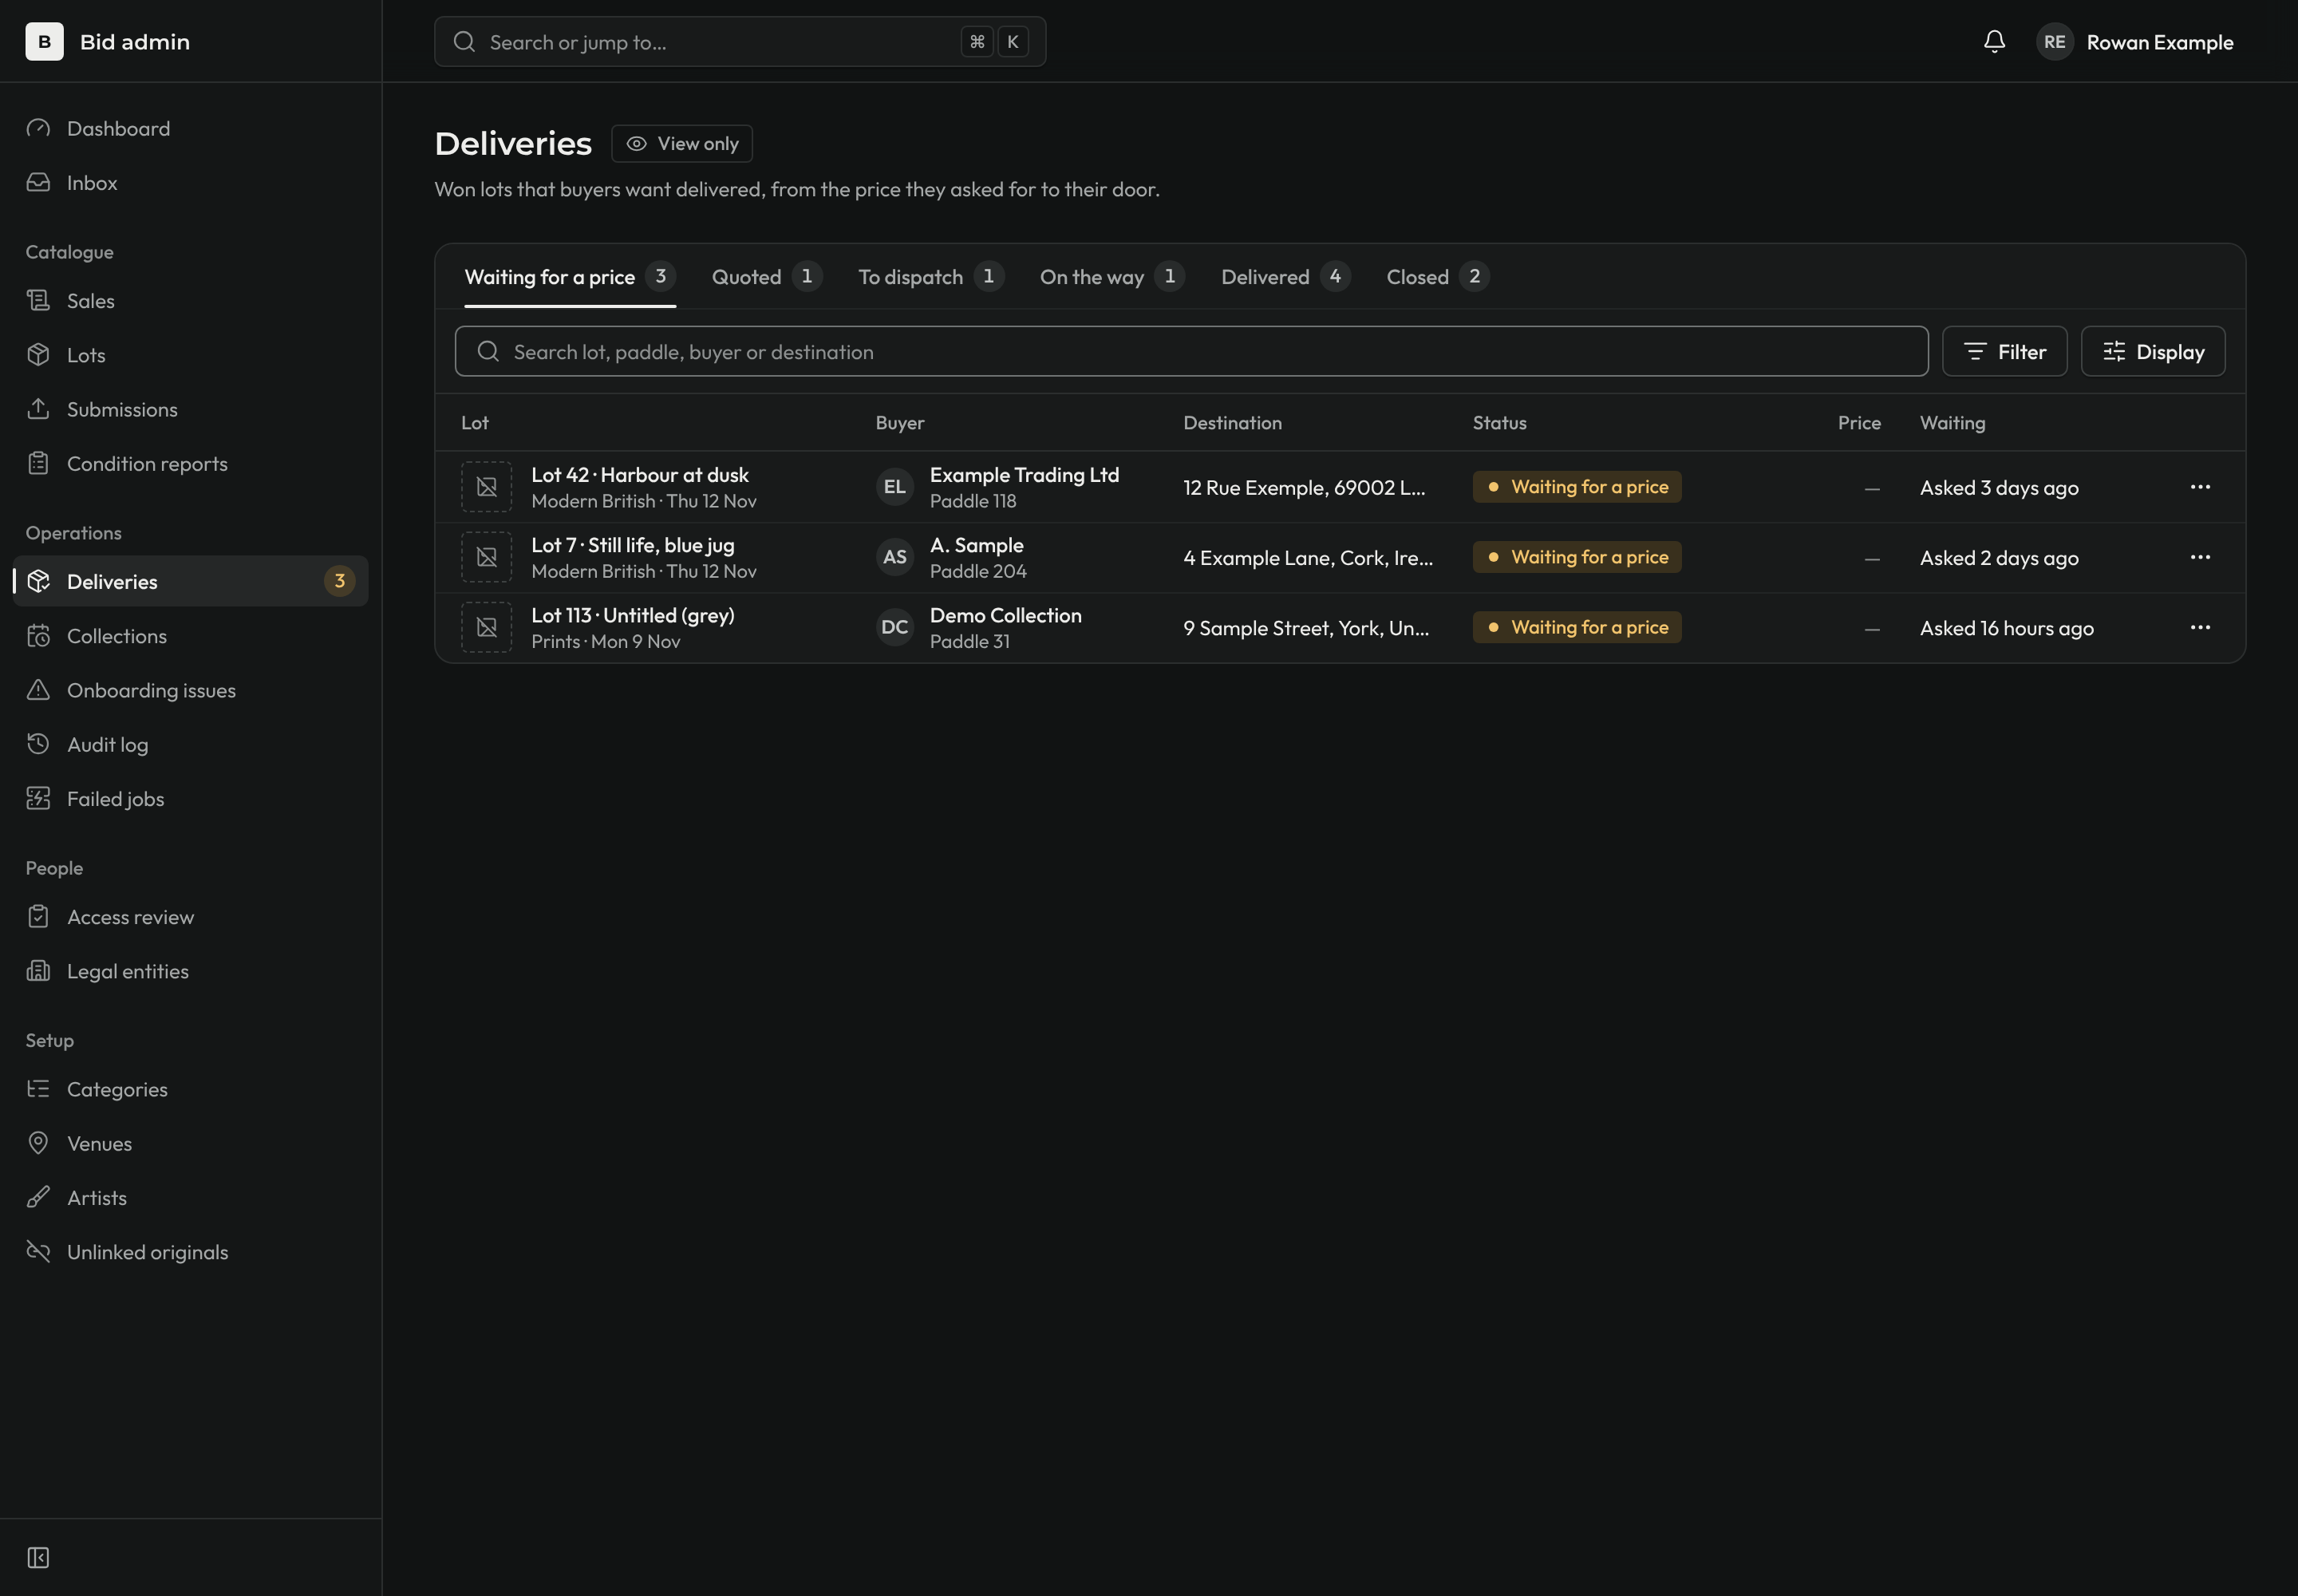 B Bid admin
Search or jump to... ⌘ K
RE Rowan Example
Dashboard
Inbox
Catalogue
Sales
Lots
Submissions
Condition reports
Operations
Deliveries 3
Collections
Onboarding issues
Audit log
Failed jobs
People
Access review
Legal entities
Setup
Categories
Venues
Artists
Unlinked originals
Deliveries View only
Won lots that buyers want delivered, from the price they asked for to their door.
Waiting for a price 3 Quoted 1 To dispatch 1 On the way 1 Delivered 4 Closed 2
Search lot, paddle, buyer or destination Filter Display
Lot Buyer Destination Status Price Waiting
Lot 42 · Harbour at dusk
Modern British · Thu 12 Nov
EL Example Trading Ltd
Paddle 118
12 Rue Exemple, 69002 L... Waiting for a price — Asked 3 days ago
Lot 7 · Still life, blue jug
Modern British · Thu 12 Nov
AS A. Sample
Paddle 204
4 Example Lane, Cork, Ire... Waiting for a price — Asked 2 days ago
Lot 113 · Untitled (grey)
Prints · Mon 9 Nov
DC Demo Collection
Paddle 31
9 Sample Street, York, Un... Waiting for a price — Asked 16 hours ago